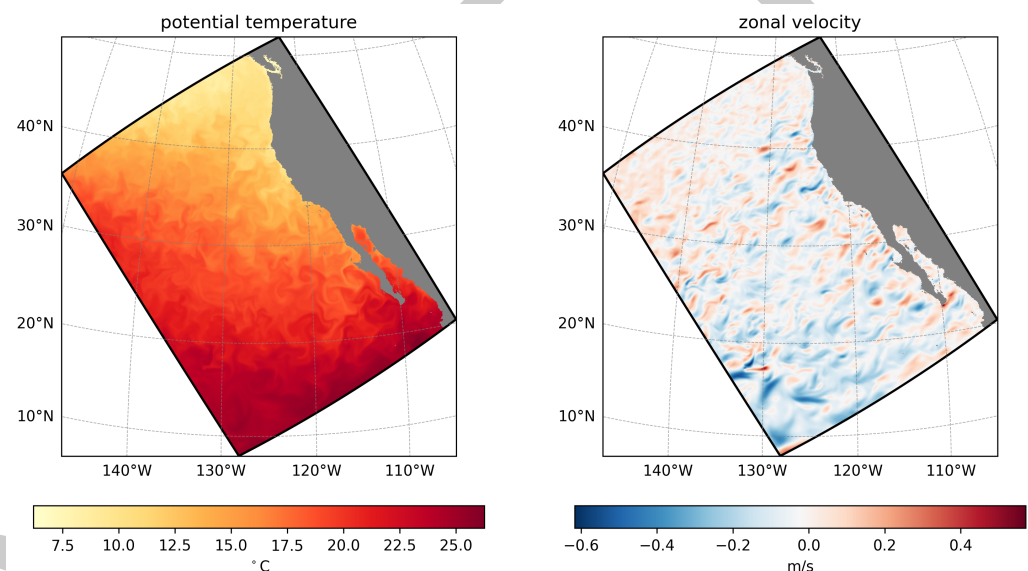 potential temperature
zonal velocity
40°N
30°N
20°N
10°N
140°W
130°W
120°W
110°W
40°N
30°N
20°N
10°N
140°W
130°W
120°W
110°W
7.5 10.0 12.5 15.0 17.5 20.0 22.5 25.0
°C
−0.6 −0.4 −0.2 0.0 0.2 0.4
m/s